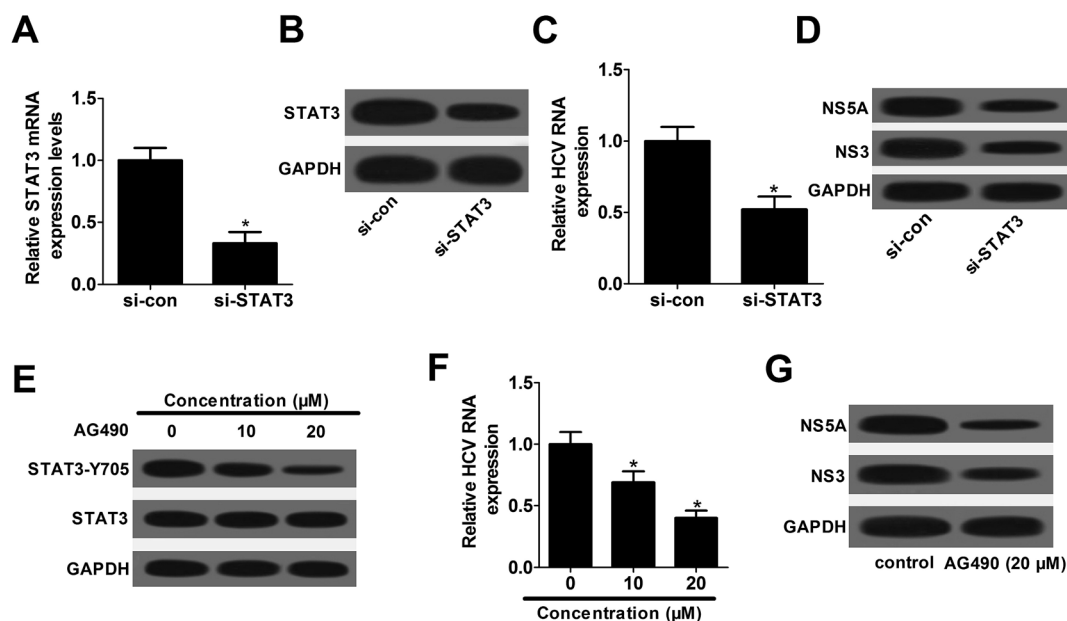 A
Relative STAT3 mRNA
expression levels
1.5
1.0
0.5
0.0
*
si-con
si-STAT3
B
STAT3
GAPDH
si-con
si-STAT3
C
Relative HCV RNA
expression
1.5
1.0
0.5
0.0
*
si-con
si-STAT3
D
NS5A
NS3
GAPDH
si-con
si-STAT3
E
Concentration (μM)
AG490 0 10 20
STAT3-Y705
STAT3
GAPDH
F
Relative HCV RNA
expression
1.5
1.0
0.5
0.0
*
*
0 10 20
Concentration (μM)
G
NS5A
NS3
GAPDH
control AG490 (20 μM)